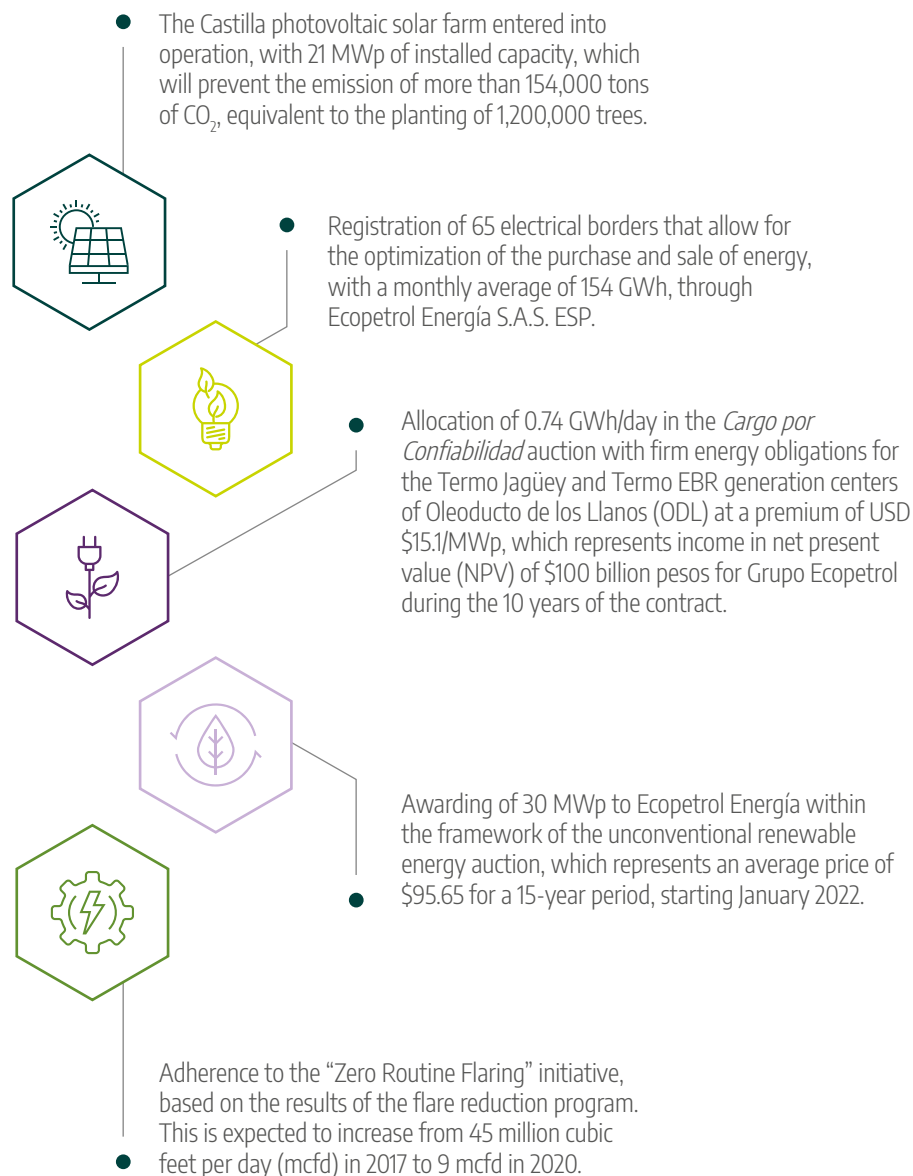 The Castilla photovoltaic solar farm entered into
operation, with 21 MWp of installed capacity, which
will prevent the emission of more than 154,000 tons
of CO₂, equivalent to the planting of 1,200,000 trees.
Registration of 65 electrical borders that allow for
the optimization of the purchase and sale of energy,
with a monthly average of 154 GWh, through
Ecopetrol Energía S.A.S. ESP.
Allocation of 0.74 GWh/day in the Cargo por
Confiabilidad auction with firm energy obligations for
the Termo Jagüey and Termo EBR generation centers
of Oleoducto de los Llanos (ODL) at a premium of USD
$15.1/MWp, which represents income in net present
value (NPV) of $100 billion pesos for Grupo Ecopetrol
during the 10 years of the contract.
Awarding of 30 MWp to Ecopetrol Energía within
the framework of the unconventional renewable
energy auction, which represents an average price of
$95.65 for a 15-year period, starting January 2022.
Adherence to the “Zero Routine Flaring” initiative,
based on the results of the flare reduction program.
This is expected to increase from 45 million cubic
feet per day (mcfd) in 2017 to 9 mcfd in 2020.